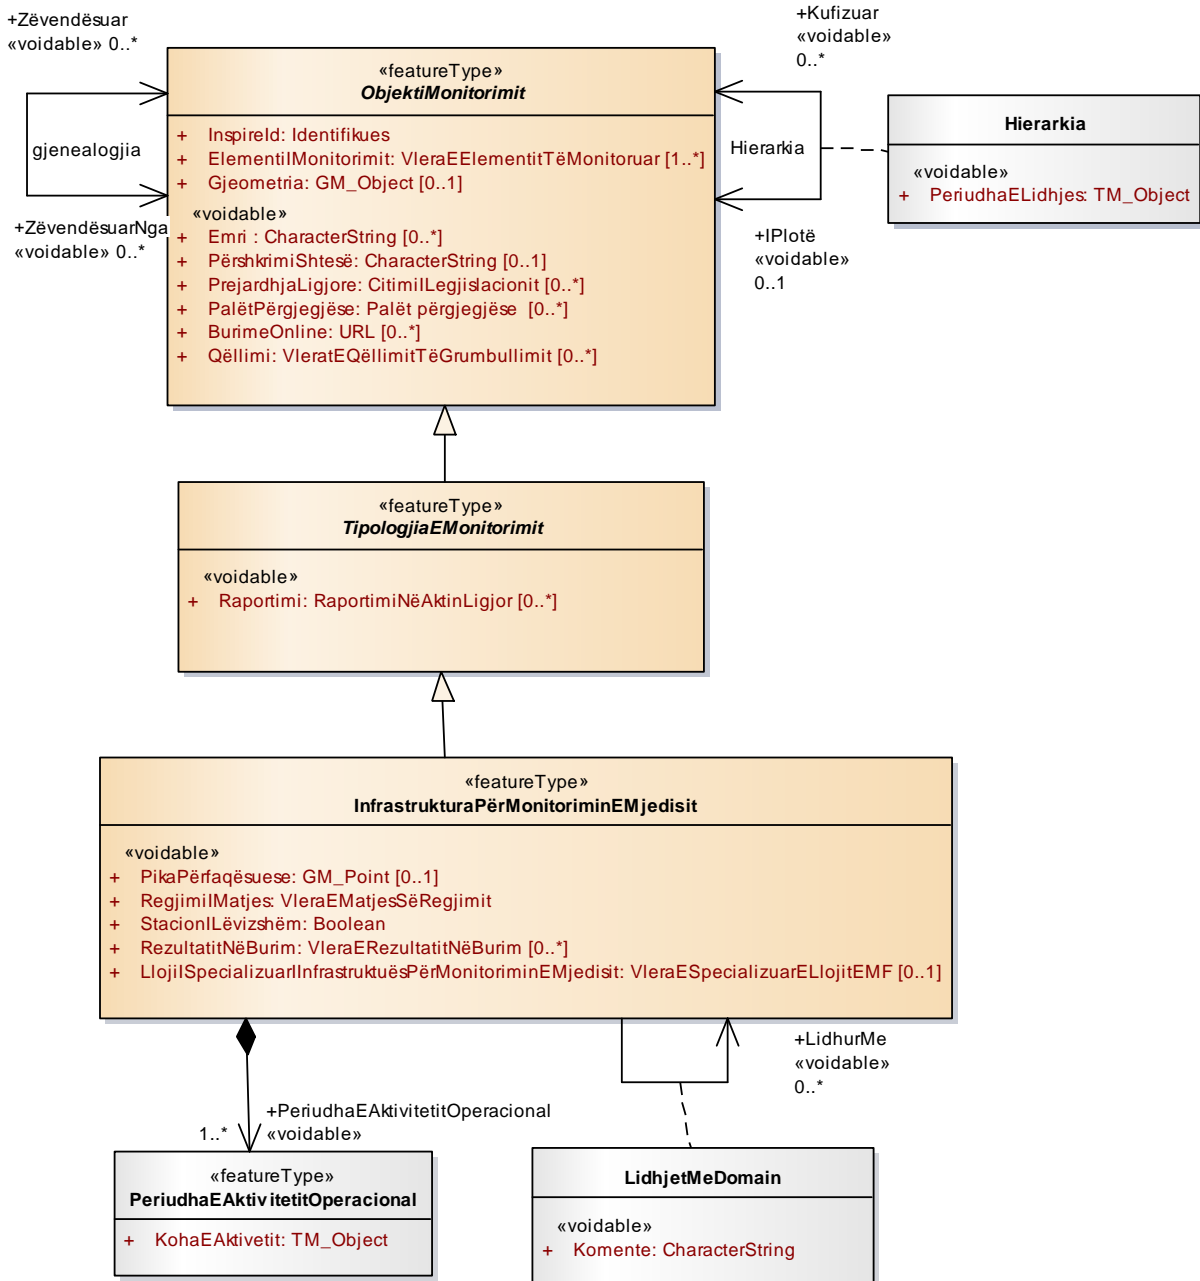 +Zëvendësuar
«voidable» 0..*
gjenealogjia
+ZëvendësuarNga
«voidable» 0..*
«featureType»
ObjektiMonitorimit
+ InspireId: Identifikues
+ ElementiIMonitorimit: VleraEElementitTëMonitoruar [1..*]
+ Gjeometria: GM_Object [0..1]
«voidable»
+ Emri : CharacterString [0..*]
+ PërshkrimiShtesë: CharacterString [0..1]
+ PrejardhjaLigjore: CitimiILegjislacionit [0..*]
+ PalëtPërgjegjëse: Palët përgjegjëse [0..*]
+ BurimeOnline: URL [0..*]
+ Qëllimi: VleratEQëllimitTëGrumbullimit [0..*]
+Kufizuar
«voidable»
0..*
Hierarkia
+IPlotë
«voidable»
0..1
Hierarkia
«voidable»
+ PeriudhaELidhjes: TM_Object
«featureType»
TipologjiaEMonitorimit
«voidable»
+ Raportimi: RaportimiNëAktinLigjor [0..*]
«featureType»
InfrastrukturaPërMonitoriminEMjedisit
«voidable»
+ PikaPërfaqësuese: GM_Point [0..1]
+ RegjimiIMatjes: VleraEMatjesSëRegjimit
+ StacionILëvizshëm: Boolean
+ RezultatitNëBurim: VleraERezultatitNëBurim [0..*]
+ LlojiISpecializuarIInfrastruktuësPërMonitoriminEMjedisit: VleraESpecializuarELlojitEMF [0..1]
1..*
+PeriudhaEAktivitetitOperacional
«voidable»
+LidhurMe
«voidable»
0..*
«featureType»
PeriudhaEAktivitetitOperacional
+ KohaEAktivetit: TM_Object
LidhjetMeDomain
«voidable»
+ Komente: CharacterString